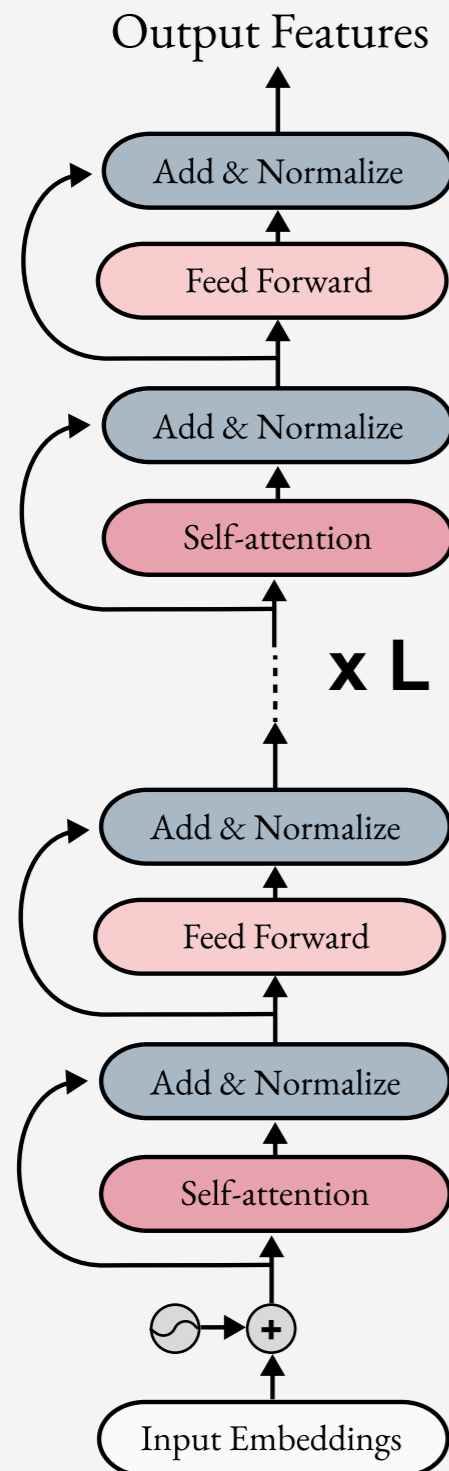 Output Features
Add & Normalize
Feed Forward
Add & Normalize
Self-attention
x L
Add & Normalize
Feed Forward
Add & Normalize
Self-attention
+
Input Embeddings